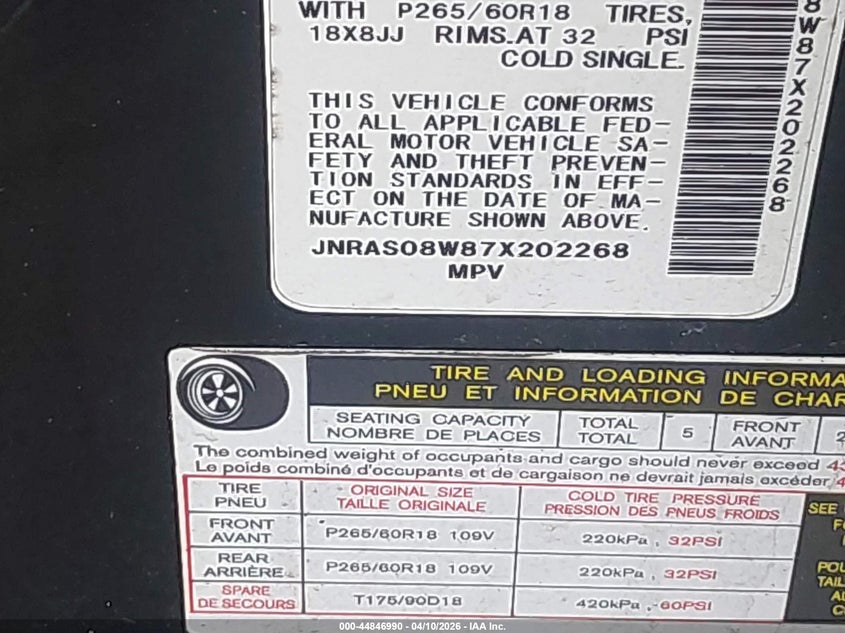 WITH P265/60R18 TIRES,
18X8JJ RIMS.AT 32 PSI
COLD SINGLE.
THIS VEHICLE CONFORMS
TO ALL APPLICABLE FED-
ERAL MOTOR VEHICLE SA-
FETY AND THEFT PREVEN-
TION STANDARDS IN EFF-
ECT ON THE DATE OF MA-
NUFACTURE SHOWN ABOVE.
JNRAS08W87X202268
MPV
8W87X202268
TIRE AND LOADING INFORMA
PNEU ET INFORMATION DE CHAR
SEATING CAPACITY
NOMBRE DE PLACES
TOTAL
TOTAL
5
FRONT
AVANT
2
The combined weight of occupants and cargo should never exceed 4
Le poids combiné d'occupants et de cargaison ne devrait jamais excéder 4
TIRE
PNEU
ORIGINAL SIZE
TAILLE ORIGINALE
COLD TIRE PRESSURE
PRESSION DES PNEUS FROIDS
SEE
FRONT
AVANT
P265/60R18 109V
220kPa , 32PSI
REAR
ARRIÈRE
P265/60R18 109V
220kPa , 32PSI
SPARE
DE SECOURS
T175/90D18
420kPa , 60PSI
POU
TAIL
000-44846990 - 04/10/2026 - IAA Inc.